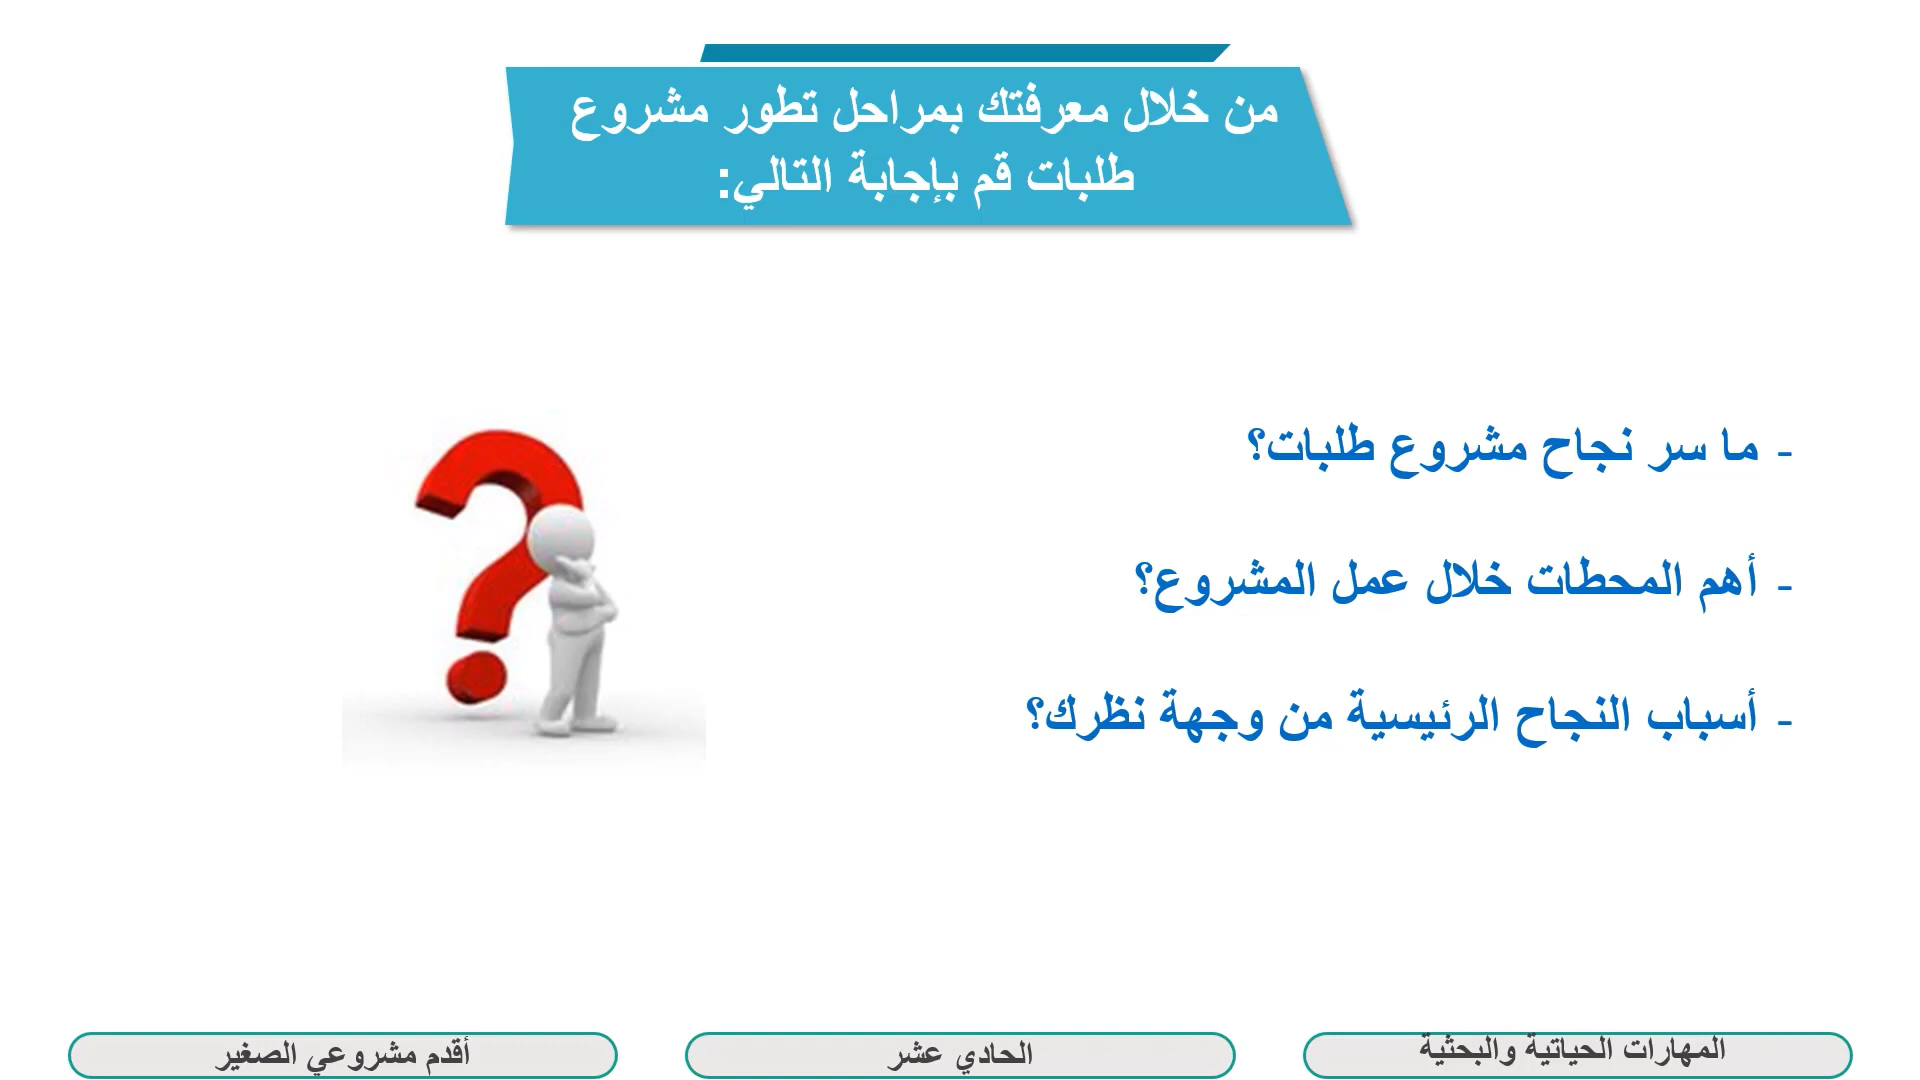 من خلال معرفتك بمراحل تطور مشروع
طلبات قم بإجابة التالي:
- ما سر نجاح مشروع طلبات؟
- أهم المحطات خلال عمل المشروع؟
- أسباب النجاح الرئيسية من وجهة نظرك؟
المهارات الحياتية والبحثية
الحادي عشر
أقدم مشروعي الصغير